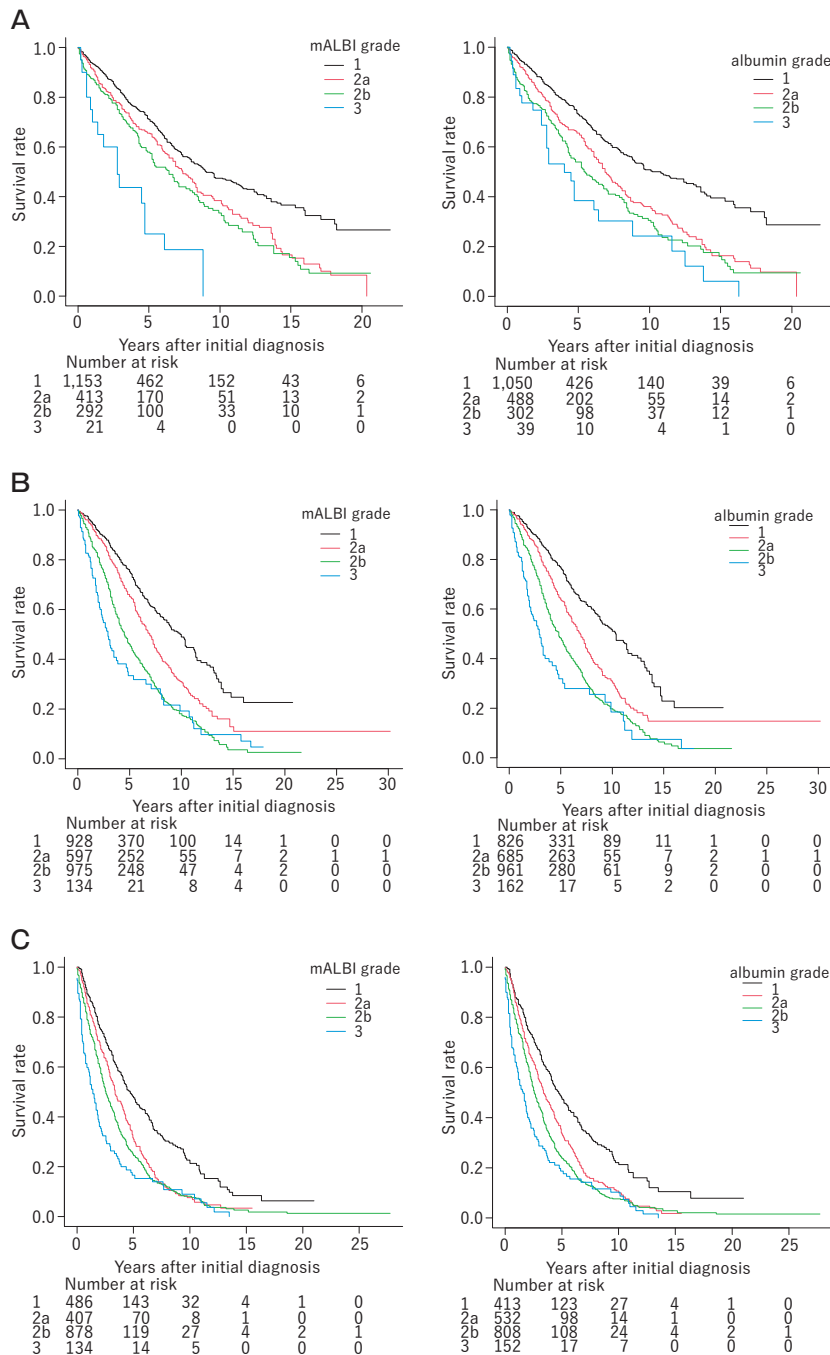 A
mALBI grade
1
2a
2b
3
Survival rate
1.0
0.8
0.6
0.4
0.2
0.0
0 5 10 15 20
Years after initial diagnosis
Number at risk
1 1,153 462 152 43 6
2a 413 170 51 13 2
2b 292 100 33 10 1
3 21 4 0 0 0
albumin grade
1
2a
2b
3
Survival rate
1.0
0.8
0.6
0.4
0.2
0.0
0 5 10 15 20
Years after initial diagnosis
Number at risk
1 1,050 426 140 39 6
2a 488 202 55 14 2
2b 302 98 37 12 1
3 39 10 4 1 0
B
mALBI grade
1
2a
2b
3
Survival rate
1.0
0.8
0.6
0.4
0.2
0.0
0 5 10 15 20 25 30
Years after initial diagnosis
Number at risk
1 928 370 100 14 1 0 0
2a 597 252 55 7 2 1 1
2b 975 248 47 4 2 0 0
3 134 21 8 4 0 0 0
albumin grade
1
2a
2b
3
Survival rate
1.0
0.8
0.6
0.4
0.2
0.0
0 5 10 15 20 25 30
Years after initial diagnosis
Number at risk
1 826 331 89 11 1 0 0
2a 685 263 55 7 2 1 1
2b 961 280 61 9 2 0 0
3 162 17 5 2 0 0 0
C
mALBI grade
1
2a
2b
3
Survival rate
1.0
0.8
0.6
0.4
0.2
0.0
0 5 10 15 20 25
Years after initial diagnosis
Number at risk
1 486 143 32 4 1 0
2a 407 70 8 1 0 0
2b 878 119 27 4 2 1
3 134 14 5 0 0 0
albumin grade
1
2a
2b
3
Survival rate
1.0
0.8
0.6
0.4
0.2
0.0
0 5 10 15 20 25
Years after initial diagnosis
Number at risk
1 413 123 27 4 1 0
2a 532 98 14 1 0 0
2b 808 108 24 4 2 1
3 152 17 7 0 0 0